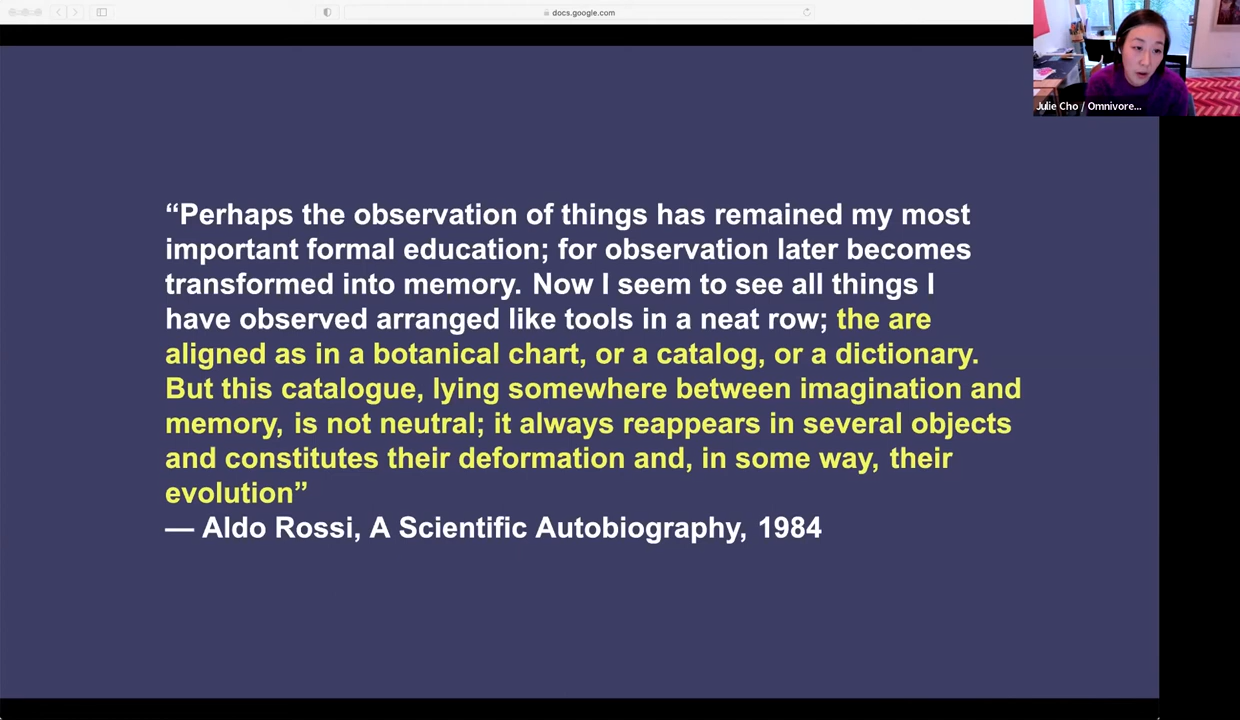 docs.google.com
Julie Cho / Omnivore...
“Perhaps the observation of things has remained my most
important formal education; for observation later becomes
transformed into memory. Now I seem to see all things I
have observed arranged like tools in a neat row; the are
aligned as in a botanical chart, or a catalog, or a dictionary.
But this catalogue, lying somewhere between imagination and
memory, is not neutral; it always reappears in several objects
and constitutes their deformation and, in some way, their
evolution”
— Aldo Rossi, A Scientific Autobiography, 1984